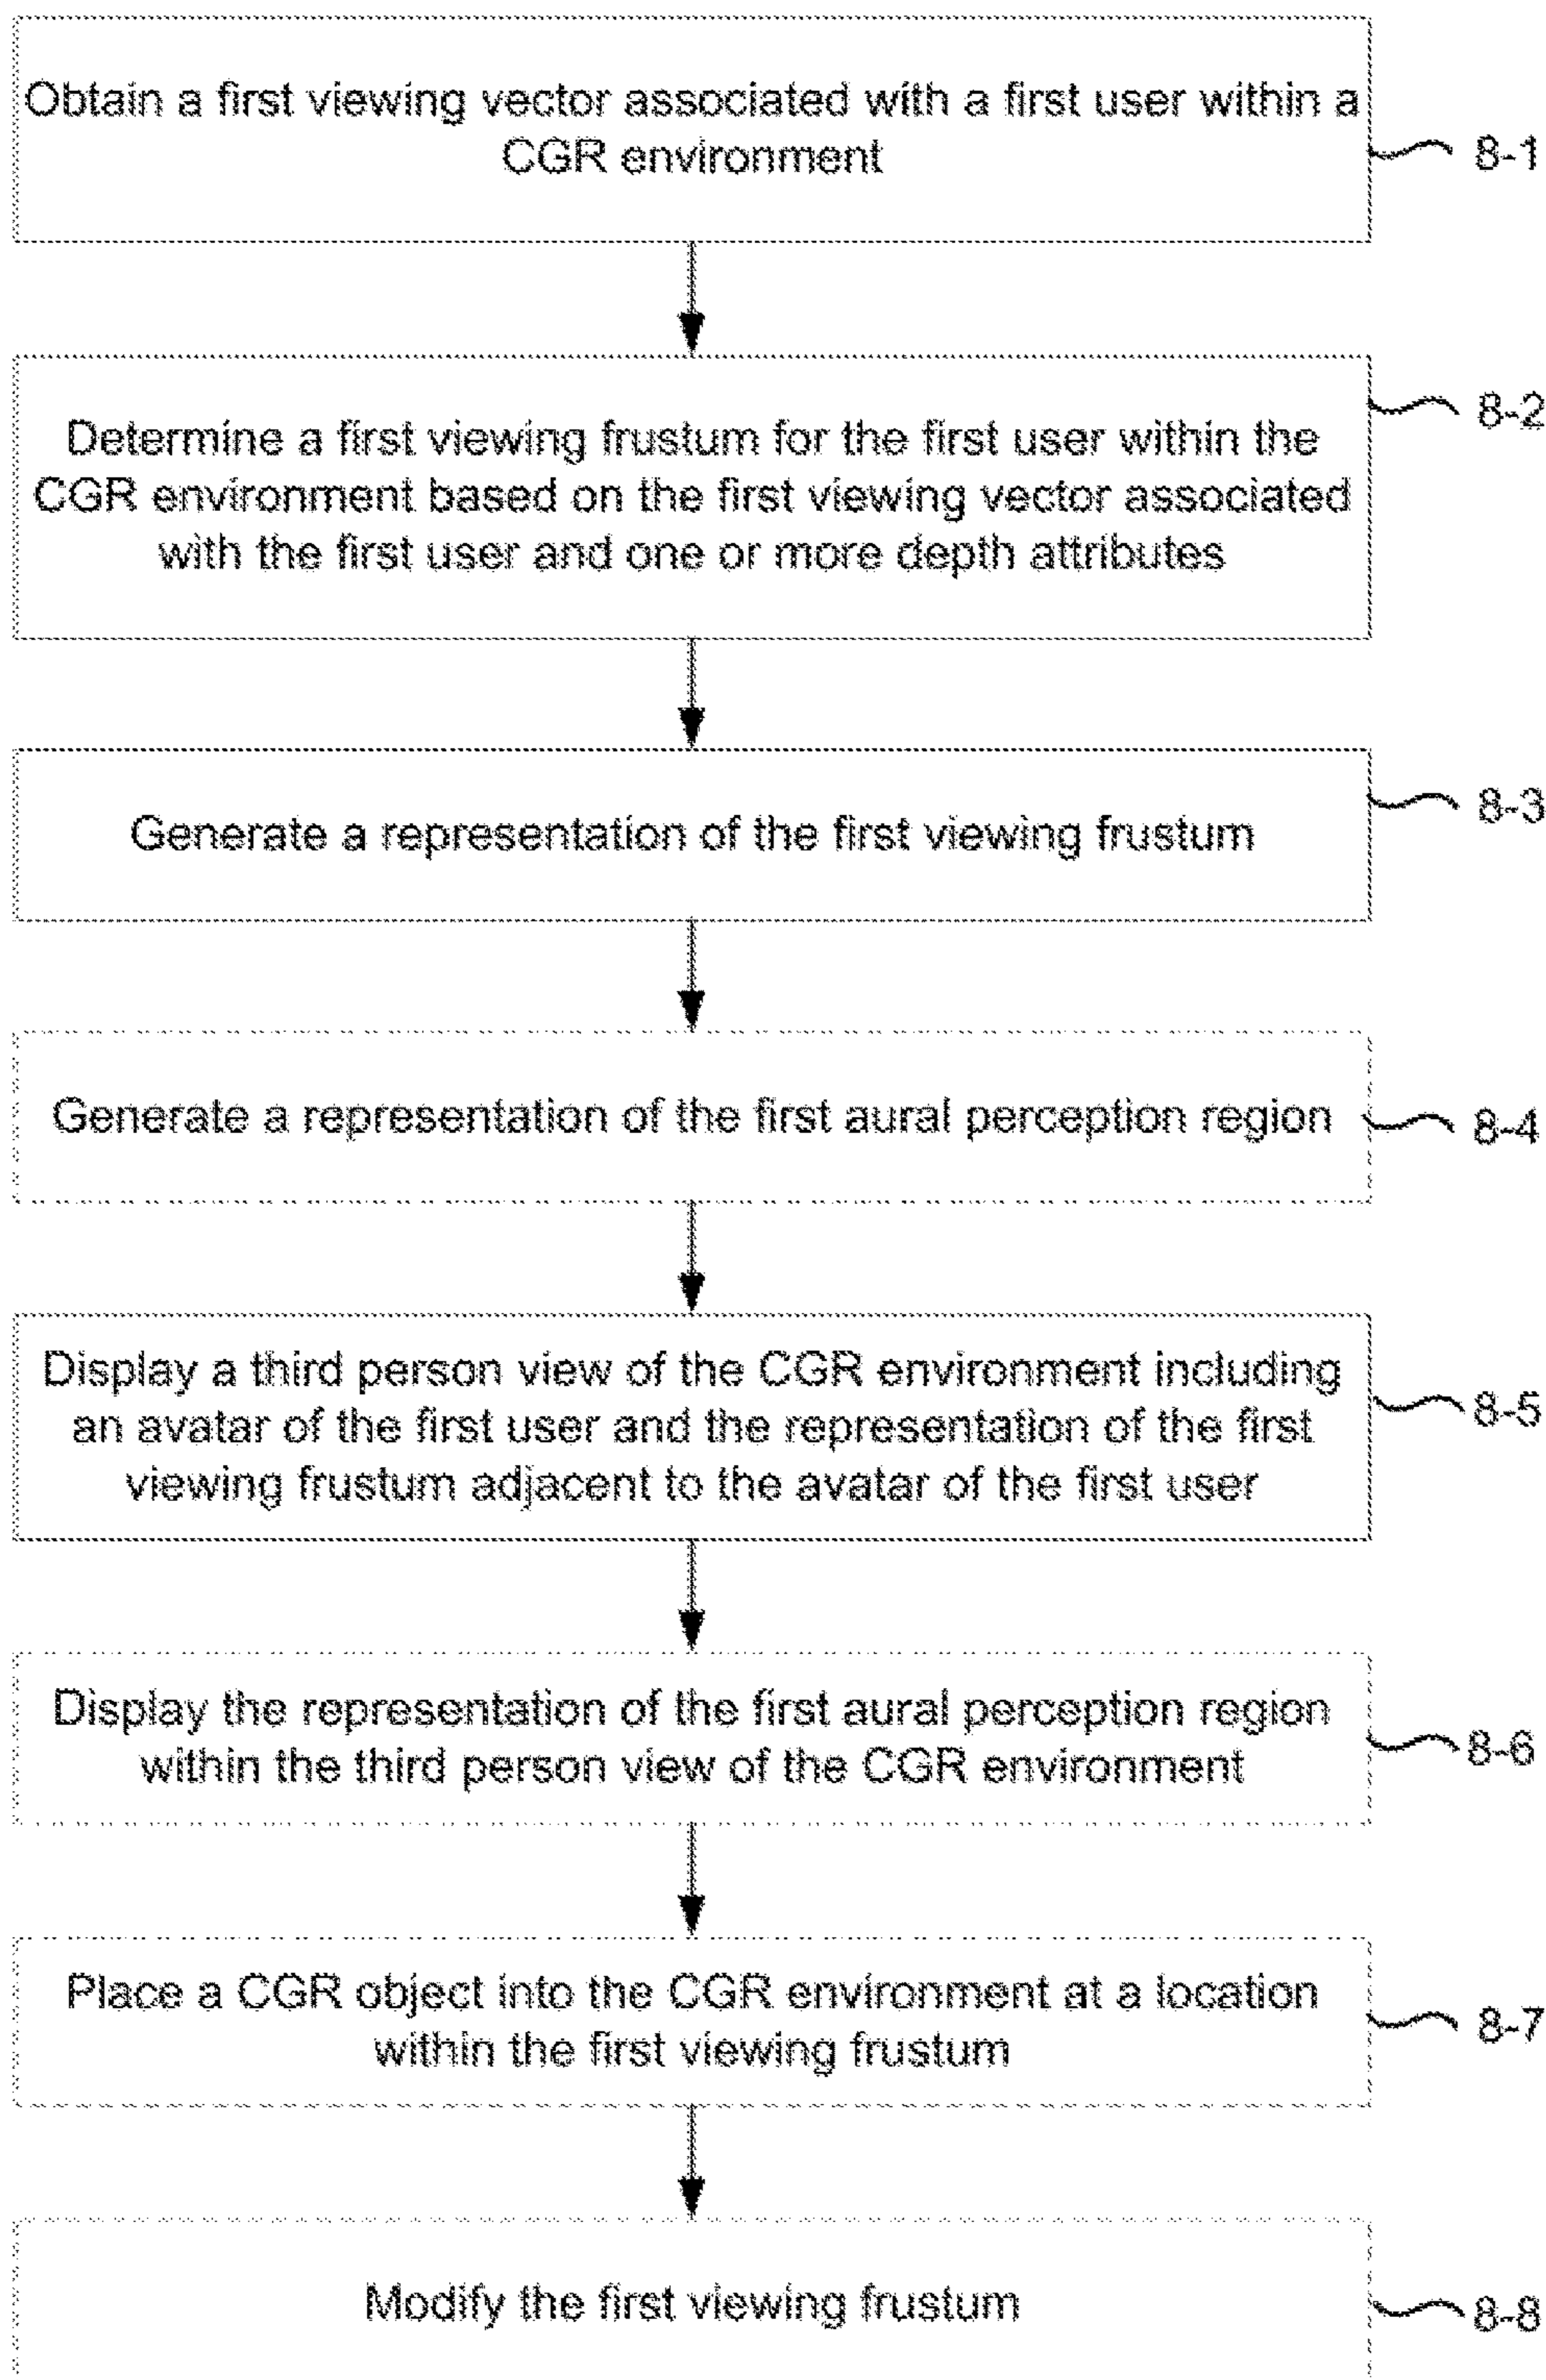 Obtain a first viewing vector associated with a first user within a
CGR environment
8-1
Determine a first viewing frustum for the first user within the
CGR environment based on the first viewing vector associated
with the first user and one or more depth attributes
8-2
Generate a representation of the first viewing frustum
8-3
Generate a representation of the first aural perception region
8-4
Display a third person view of the CGR environment including
an avatar of the first user and the representation of the first
viewing frustum adjacent to the avatar of the first user
8-5
Display the representation of the first aural perception region
within the third person view of the CGR environment
8-6
Place a CGR object into the CGR environment at a location
within the first viewing frustum
8-7
Modify the first viewing frustum
8-8